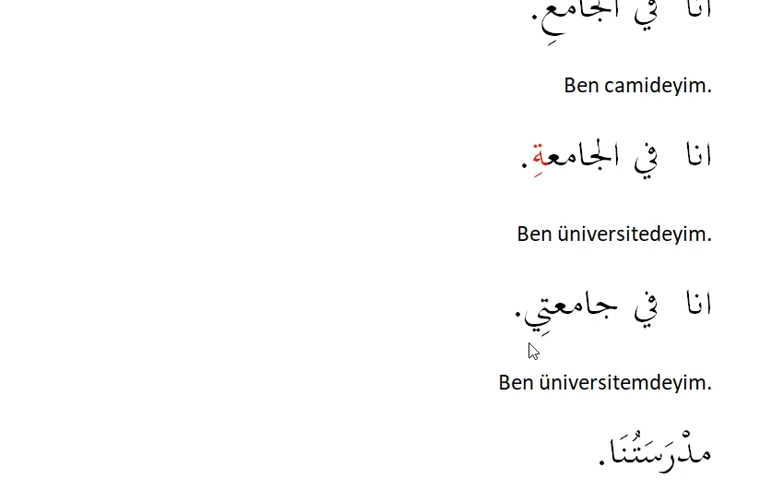 انا في الجامعِ.
Ben camideyim.
انا في الجامعةِ.
Ben üniversitedeyim.
انا في جامعتِي.
Ben üniversitemdeyim.
مدْرَسَتُنَا.